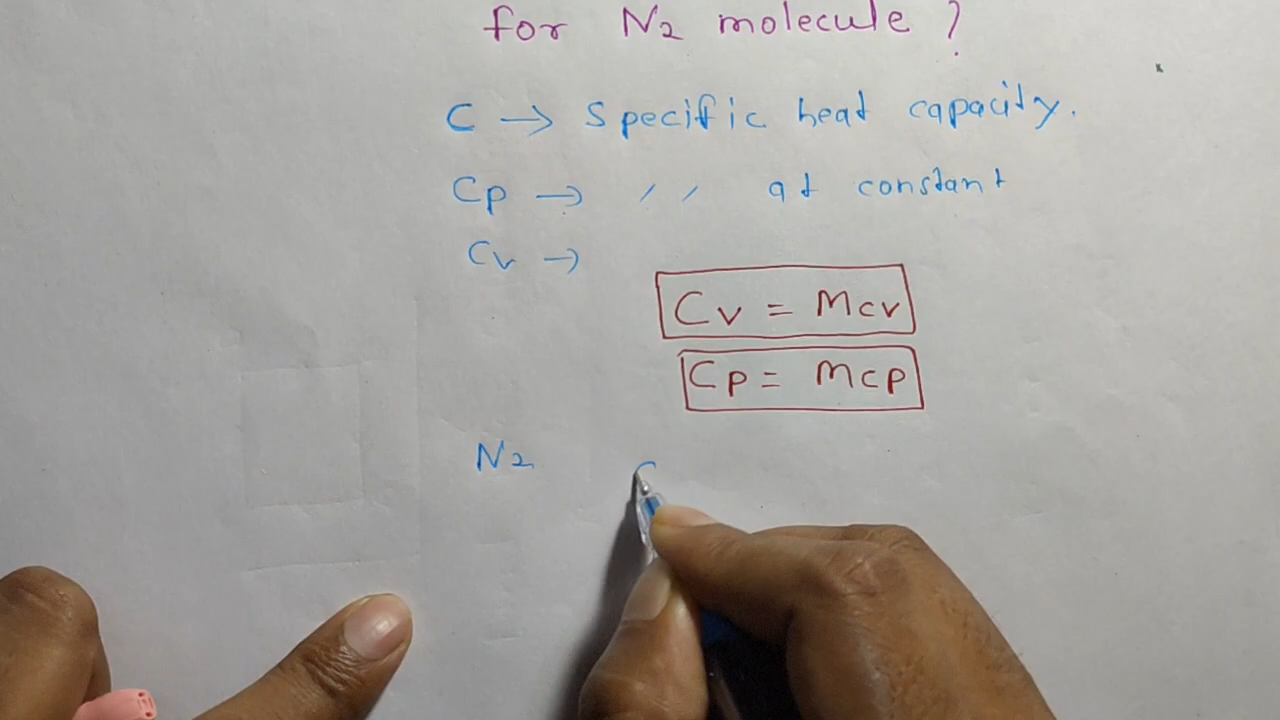 for N2 molecule ?
C → Specific heat capacity.
Cp → 〃 at constant
Cv →
Cv = Mcv
Cp = Mcp
N2 C